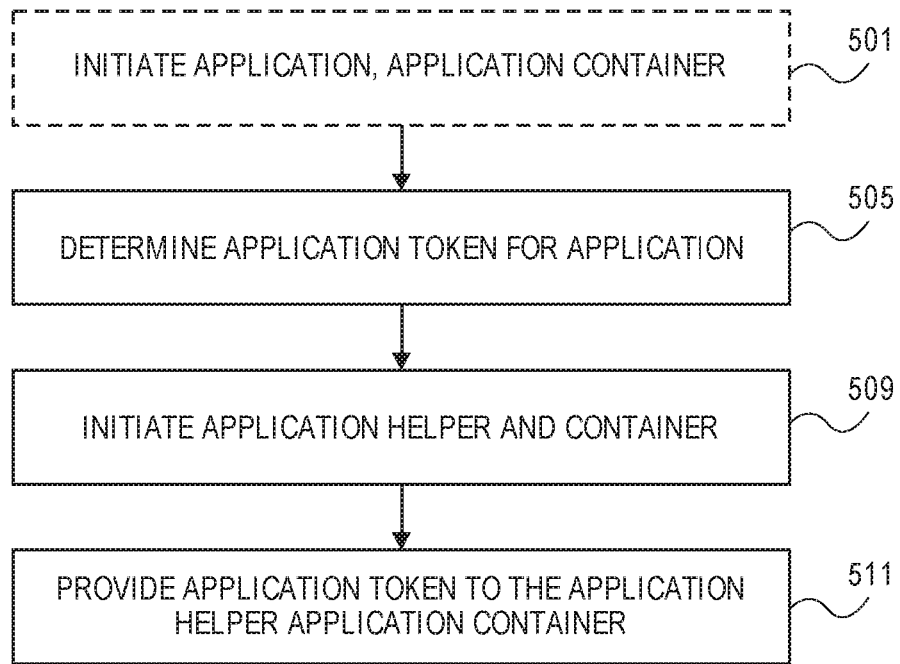 INITIATE APPLICATION, APPLICATION CONTAINER
501
DETERMINE APPLICATION TOKEN FOR APPLICATION
505
INITIATE APPLICATION HELPER AND CONTAINER
509
PROVIDE APPLICATION TOKEN TO THE APPLICATION
HELPER APPLICATION CONTAINER
511